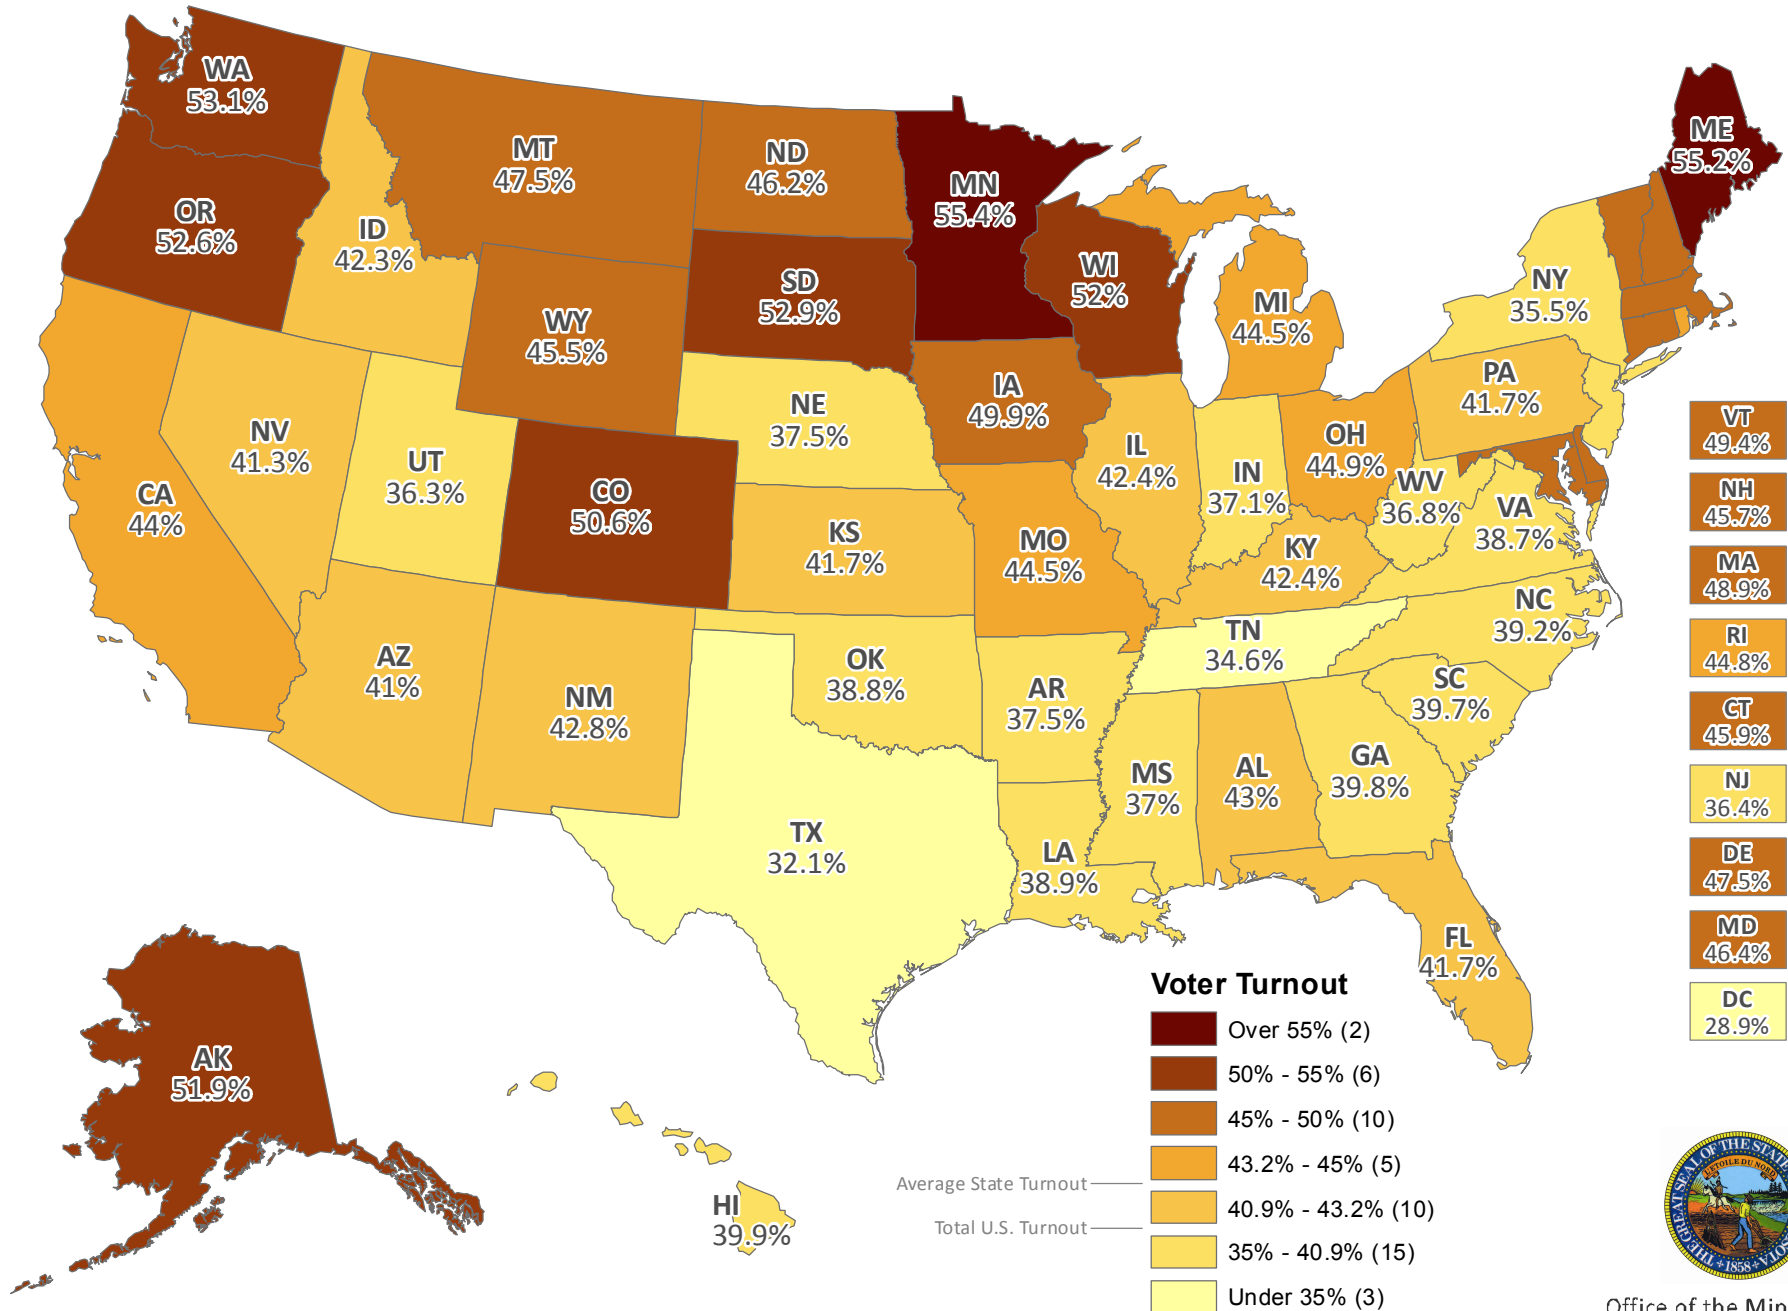 WA
53.1%
OR
52.6%
CA
44%
ID
42.3%
NV
41.3%
MT
47.5%
WY
45.5%
UT
36.3%
AZ
41%
CO
50.6%
NM
42.8%
ND
46.2%
SD
52.9%
NE
37.5%
KS
41.7%
OK
38.8%
TX
32.1%
MN
55.4%
IA
49.9%
MO
44.5%
AR
37.5%
LA
38.9%
WI
52%
IL
42.4%
MI
44.5%
IN
37.1%
OH
44.9%
KY
42.4%
TN
34.6%
MS
37%
AL
43%
GA
39.8%
FL
41.7%
SC
39.7%
NC
39.2%
VA
38.7%
WV
36.8%
PA
41.7%
NY
35.5%
ME
55.2%
VT
49.4%
NH
45.7%
MA
48.9%
RI
44.8%
CT
45.9%
NJ
36.4%
DE
47.5%
MD
46.4%
DC
28.9%
AK
51.9%
HI
39.9%
Voter Turnout
Over 55% (2)
50% - 55% (6)
45% - 50% (10)
43.2% - 45% (5)
Average State Turnout
40.9% - 43.2% (10)
Total U.S. Turnout
35% - 40.9% (15)
Under 35% (3)
L'ETOILE DU NORD
1858
Office of the Min